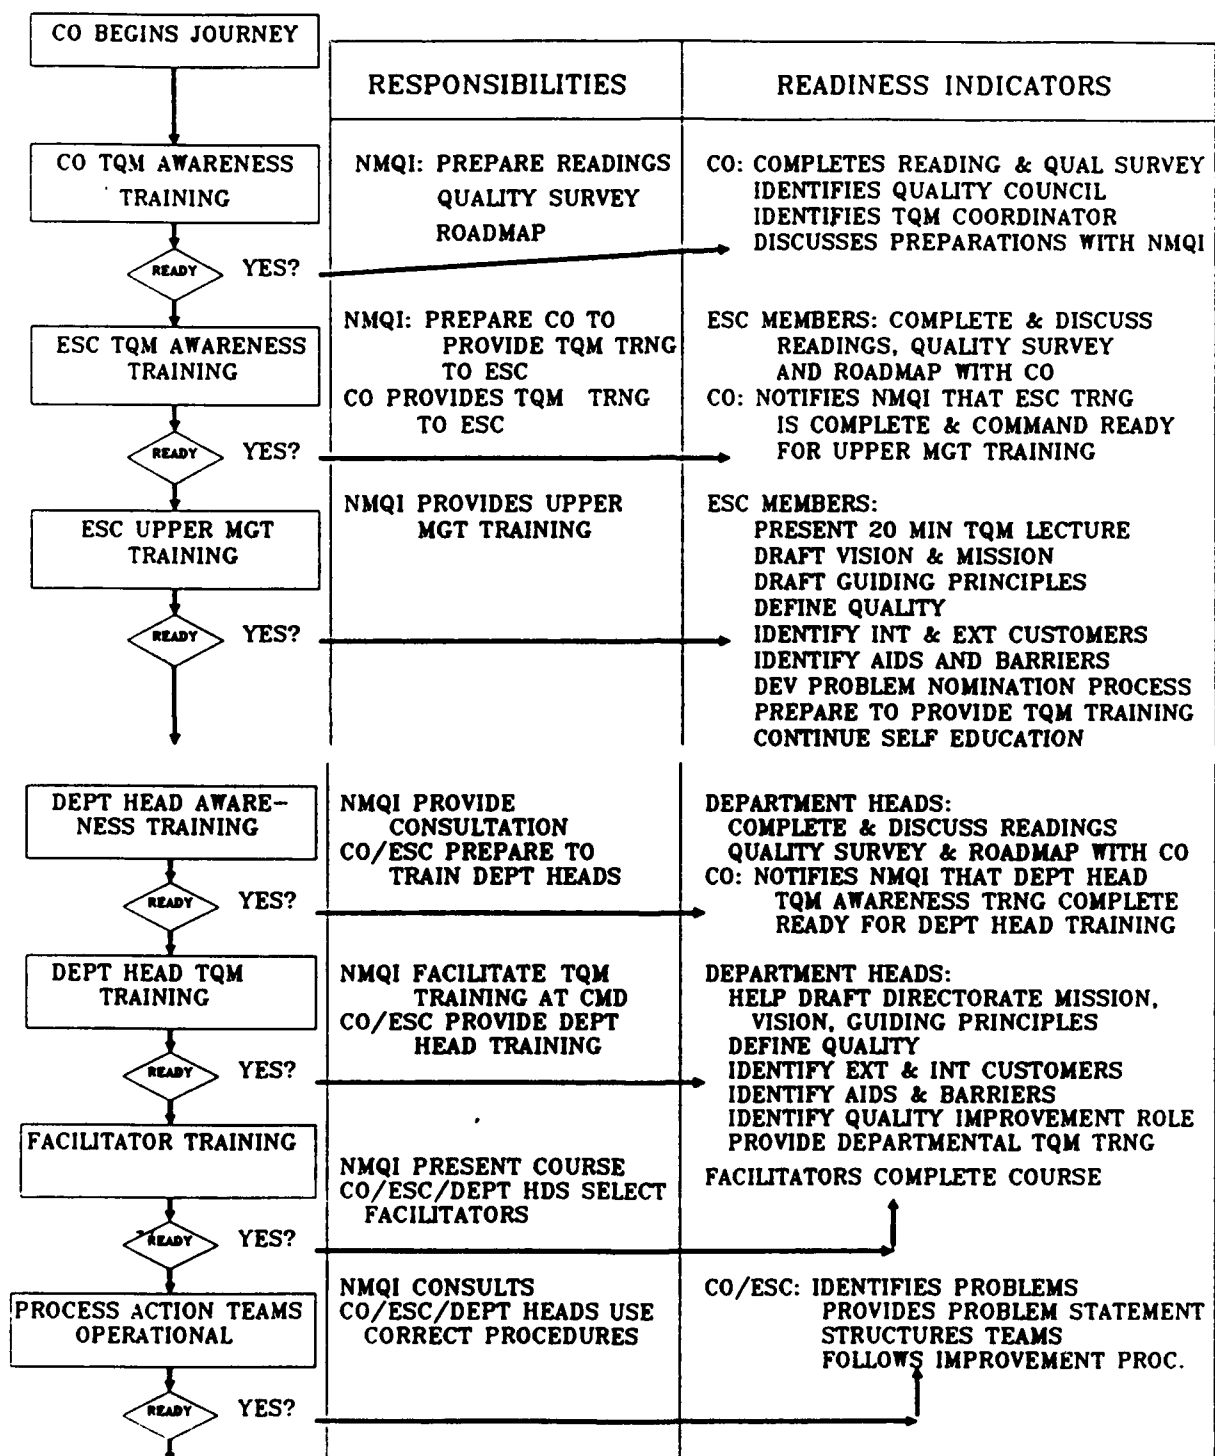 CO BEGINS JOURNEY
RESPONSIBILITIES
READINESS INDICATORS
CO TQM AWARENESS
TRAINING
NMQI: PREPARE READINGS
QUALITY SURVEY
ROADMAP
CO: COMPLETES READING & QUAL SURVEY
IDENTIFIES QUALITY COUNCIL
IDENTIFIES TQM COORDINATOR
DISCUSSES PREPARATIONS WITH NMQI
READY
YES?
ESC TQM AWARENESS
TRAINING
NMQI: PREPARE CO TO
PROVIDE TQM TRNG
TO ESC
CO PROVIDES TQM TRNG
TO ESC
ESC MEMBERS: COMPLETE & DISCUSS
READINGS, QUALITY SURVEY
AND ROADMAP WITH CO
CO: NOTIFIES NMQI THAT ESC TRNG
IS COMPLETE & COMMAND READY
FOR UPPER MGT TRAINING
READY
YES?
ESC UPPER MGT
TRAINING
NMQI PROVIDES UPPER
MGT TRAINING
ESC MEMBERS:
PRESENT 20 MIN TQM LECTURE
DRAFT VISION & MISSION
DRAFT GUIDING PRINCIPLES
DEFINE QUALITY
IDENTIFY INT & EXT CUSTOMERS
IDENTIFY AIDS AND BARRIERS
DEV PROBLEM NOMINATION PROCESS
PREPARE TO PROVIDE TQM TRAINING
CONTINUE SELF EDUCATION
READY
YES?
DEPT HEAD AWARE-
NESS TRAINING
NMQI PROVIDE
CONSULTATION
CO/ESC PREPARE TO
TRAIN DEPT HEADS
DEPARTMENT HEADS:
COMPLETE & DISCUSS READINGS
QUALITY SURVEY & ROADMAP WITH CO
CO: NOTIFIES NMQI THAT DEPT HEAD
TQM AWARENESS TRNG COMPLETE
READY FOR DEPT HEAD TRAINING
READY
YES?
DEPT HEAD TQM
TRAINING
NMQI FACILITATE TQM
TRAINING AT CMD
CO/ESC PROVIDE DEPT
HEAD TRAINING
DEPARTMENT HEADS:
HELP DRAFT DIRECTORATE MISSION,
VISION, GUIDING PRINCIPLES
DEFINE QUALITY
IDENTIFY EXT & INT CUSTOMERS
IDENTIFY AIDS & BARRIERS
IDENTIFY QUALITY IMPROVEMENT ROLE
PROVIDE DEPARTMENTAL TQM TRNG
READY
YES?
FACILITATOR TRAINING
NMQI PRESENT COURSE
CO/ESC/DEPT HDS SELECT
FACILITATORS
FACILITATORS COMPLETE COURSE
READY
YES?
PROCESS ACTION TEAMS
OPERATIONAL
NMQI CONSULTS
CO/ESC/DEPT HEADS USE
CORRECT PROCEDURES
CO/ESC: IDENTIFIES PROBLEMS
PROVIDES PROBLEM STATEMENT
STRUCTURES TEAMS
FOLLOWS IMPROVEMENT PROC.
READY
YES?